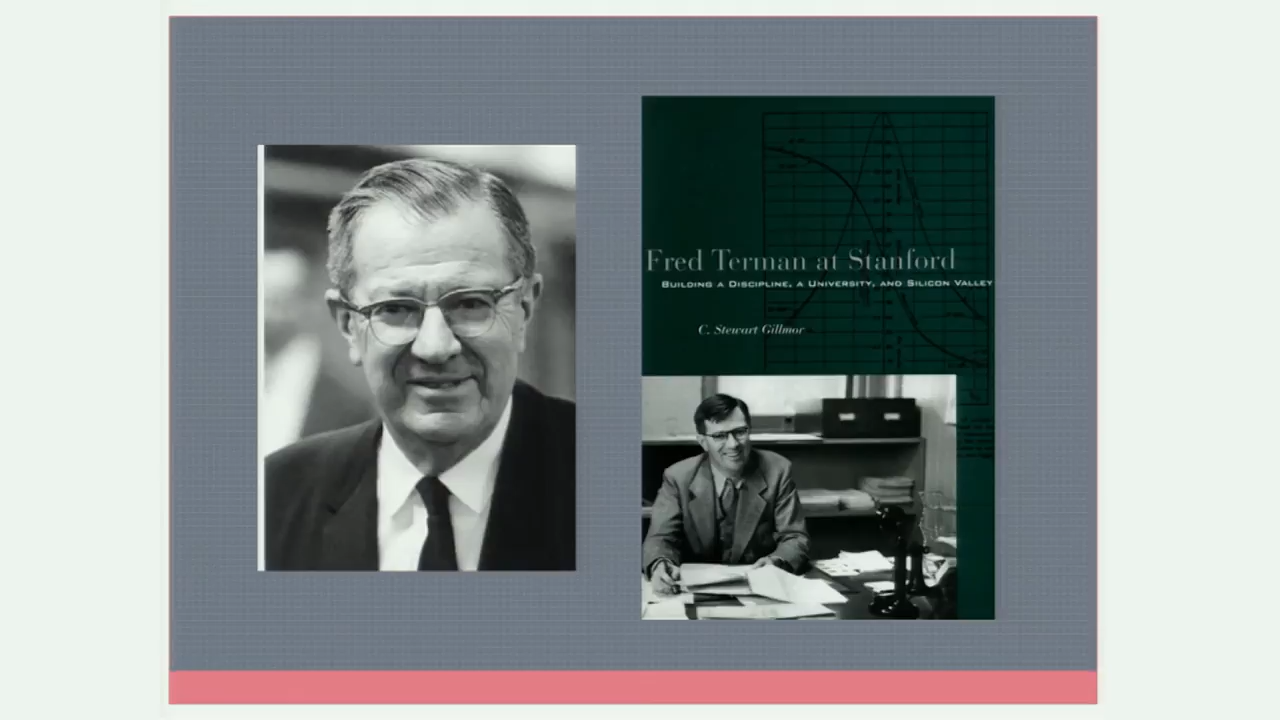 Fred Terman at Stanford
Building a Discipline, a University, and Silicon Valley
C. Stewart Gillmor